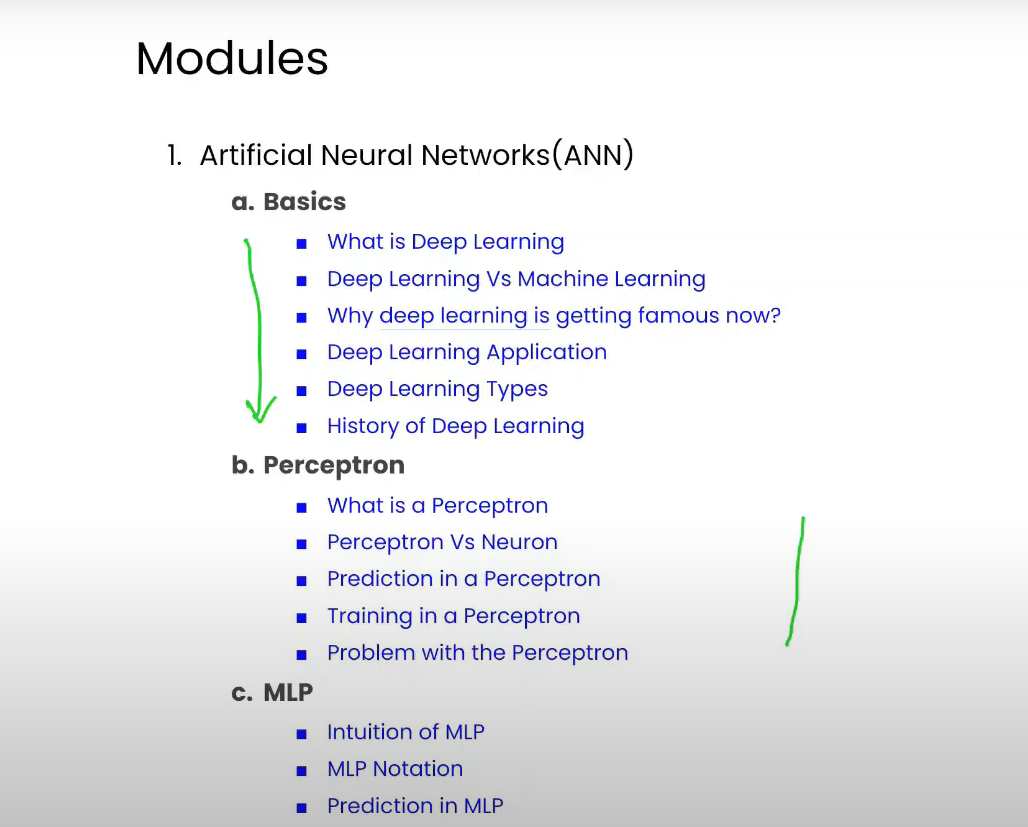 Modules
1. Artificial Neural Networks(ANN)
a. Basics
■ What is Deep Learning
■ Deep Learning Vs Machine Learning
■ Why deep learning is getting famous now?
■ Deep Learning Application
■ Deep Learning Types
■ History of Deep Learning
b. Perceptron
■ What is a Perceptron
■ Perceptron Vs Neuron
■ Prediction in a Perceptron
■ Training in a Perceptron
■ Problem with the Perceptron
c. MLP
■ Intuition of MLP
■ MLP Notation
■ Prediction in MLP